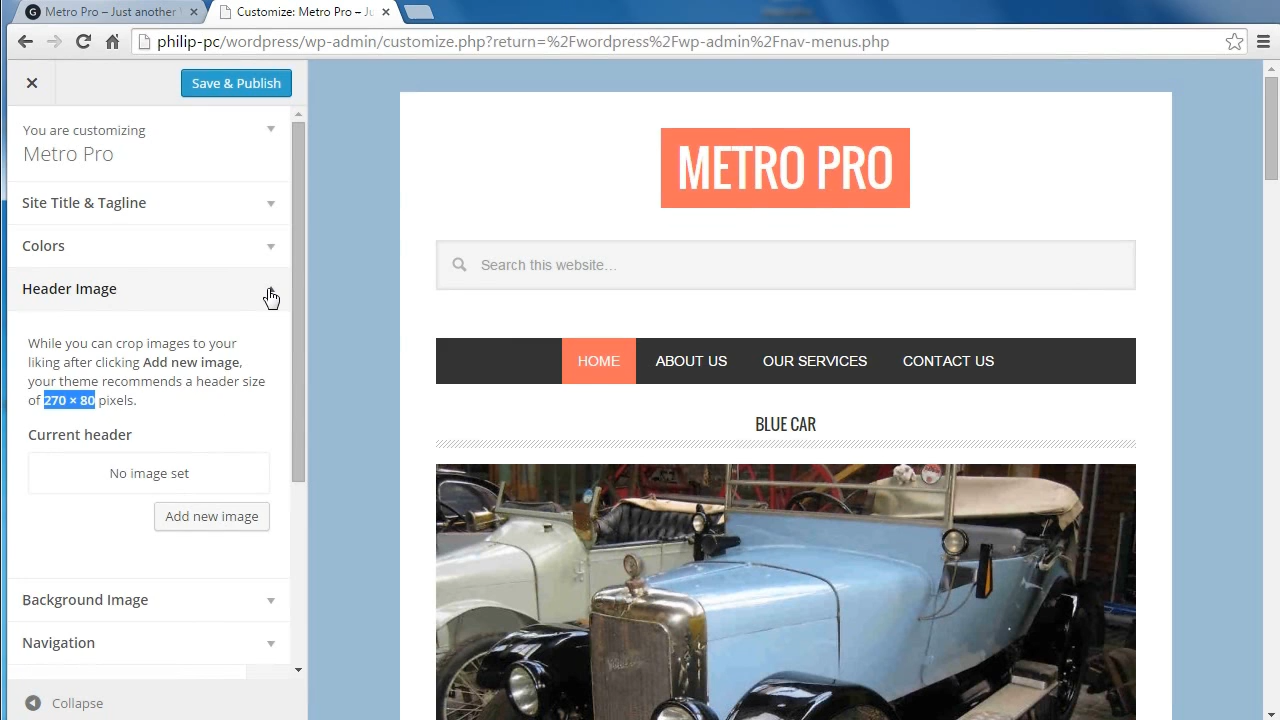 Metro Pro – Just another
Customize: Metro Pro – Ju
philip-pc/wordpress/wp-admin/customize.php?return=%2Fwordpress%2Fwp-admin%2Fnav-menus.php
Save & Publish
You are customizing
Metro Pro
Site Title & Tagline
Colors
Header Image
While you can crop images to your
liking after clicking Add new image,
your theme recommends a header size
of 270 × 80 pixels.
Current header
No image set
Add new image
Background Image
Navigation
Collapse
METRO PRO
Search this website…
HOME ABOUT US OUR SERVICES CONTACT US
BLUE CAR